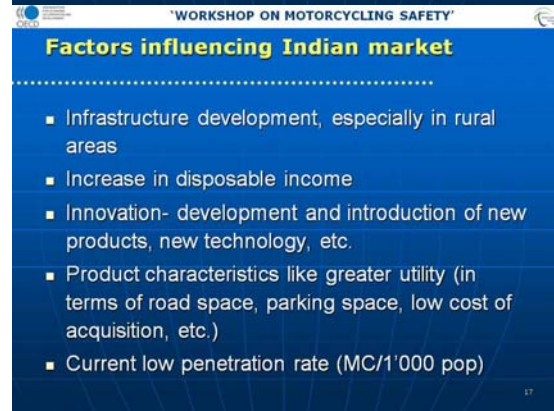 OECD
'WORKSHOP ON MOTORCYCLING SAFETY'
Factors influencing Indian market
Infrastructure development, especially in rural
areas
Increase in disposable income
Innovation- development and introduction of new
products, new technology, etc.
Product characteristics like greater utility (in
terms of road space, parking space, low cost of
acquisition, etc.)
Current low penetration rate (MC/1'000 pop)
17